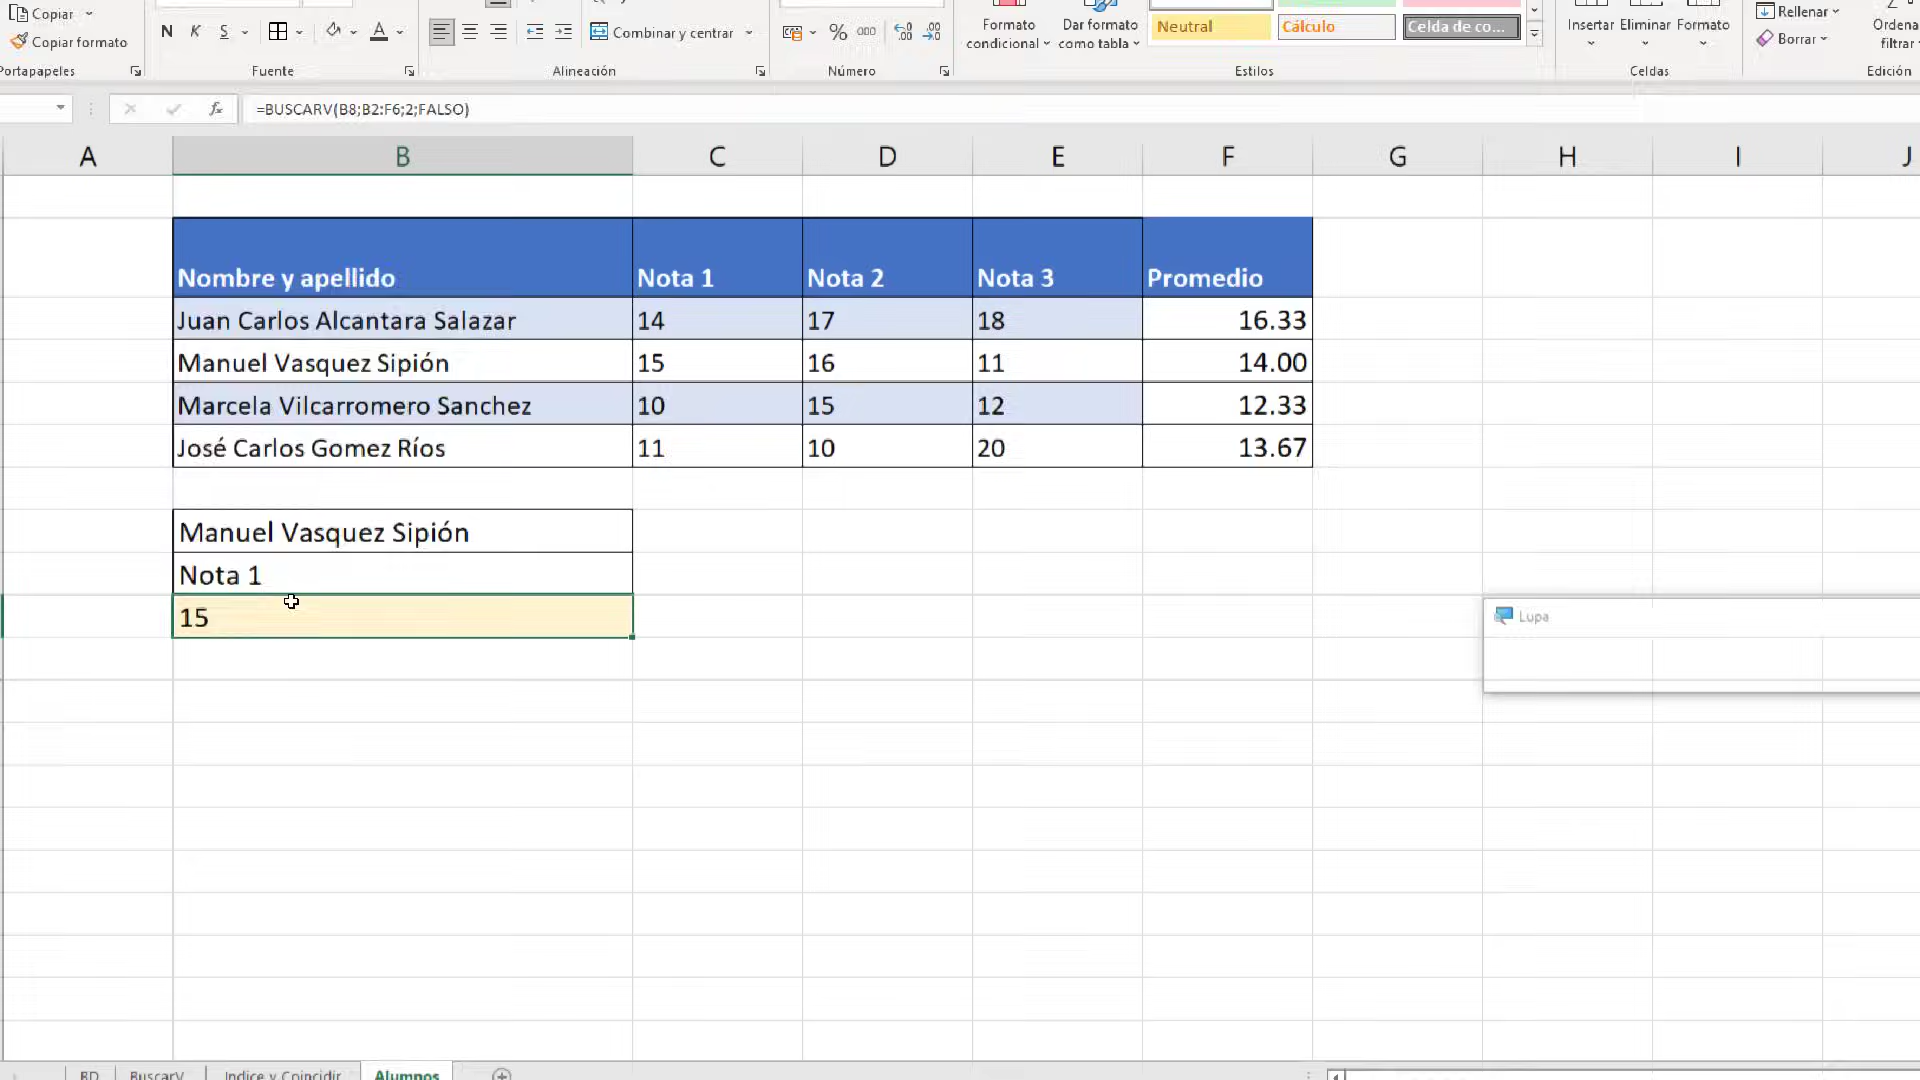 Copiar
Copiar formato
Portapapeles
N K S A
Fuente
Combinar y centrar
Alineación
% 000
Número
Formato condicional
Dar formato como tabla
Neutral
Cálculo
Celda de co...
Estilos
Insertar Eliminar Formato
Celdas
Rellenar
Borrar
Ordena
filtrar
Edición
fx =BUSCARV(B8;B2:F6;2;FALSO)
A B C D E F G H I J
Nombre y apellido Nota 1 Nota 2 Nota 3 Promedio
Juan Carlos Alcantara Salazar 14 17 18 16.33
Manuel Vasquez Sipión 15 16 11 14.00
Marcela Vilcarromero Sanchez 10 15 12 12.33
José Carlos Gomez Ríos 11 10 20 13.67
Manuel Vasquez Sipión
Nota 1
15
Lupa
BD BuscarV Indice y Coincidir Alumnos